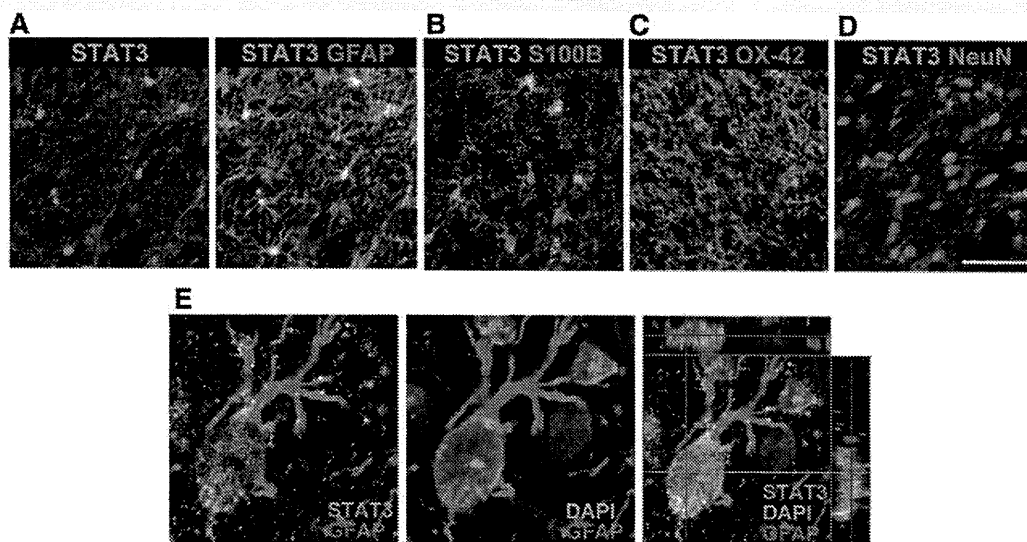 A
STAT3
STAT3 GFAP
B
STAT3 S100B
C
STAT3 OX-42
D
STAT3 NeuN
E
STAT3
GFAP
DAPI
GFAP
STAT3
DAPI
GFAP